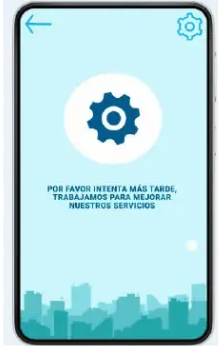 POR FAVOR INTENTA MÁS TARDE,
TRABAJAMOS PARA MEJORAR
NUESTROS SERVICIOS